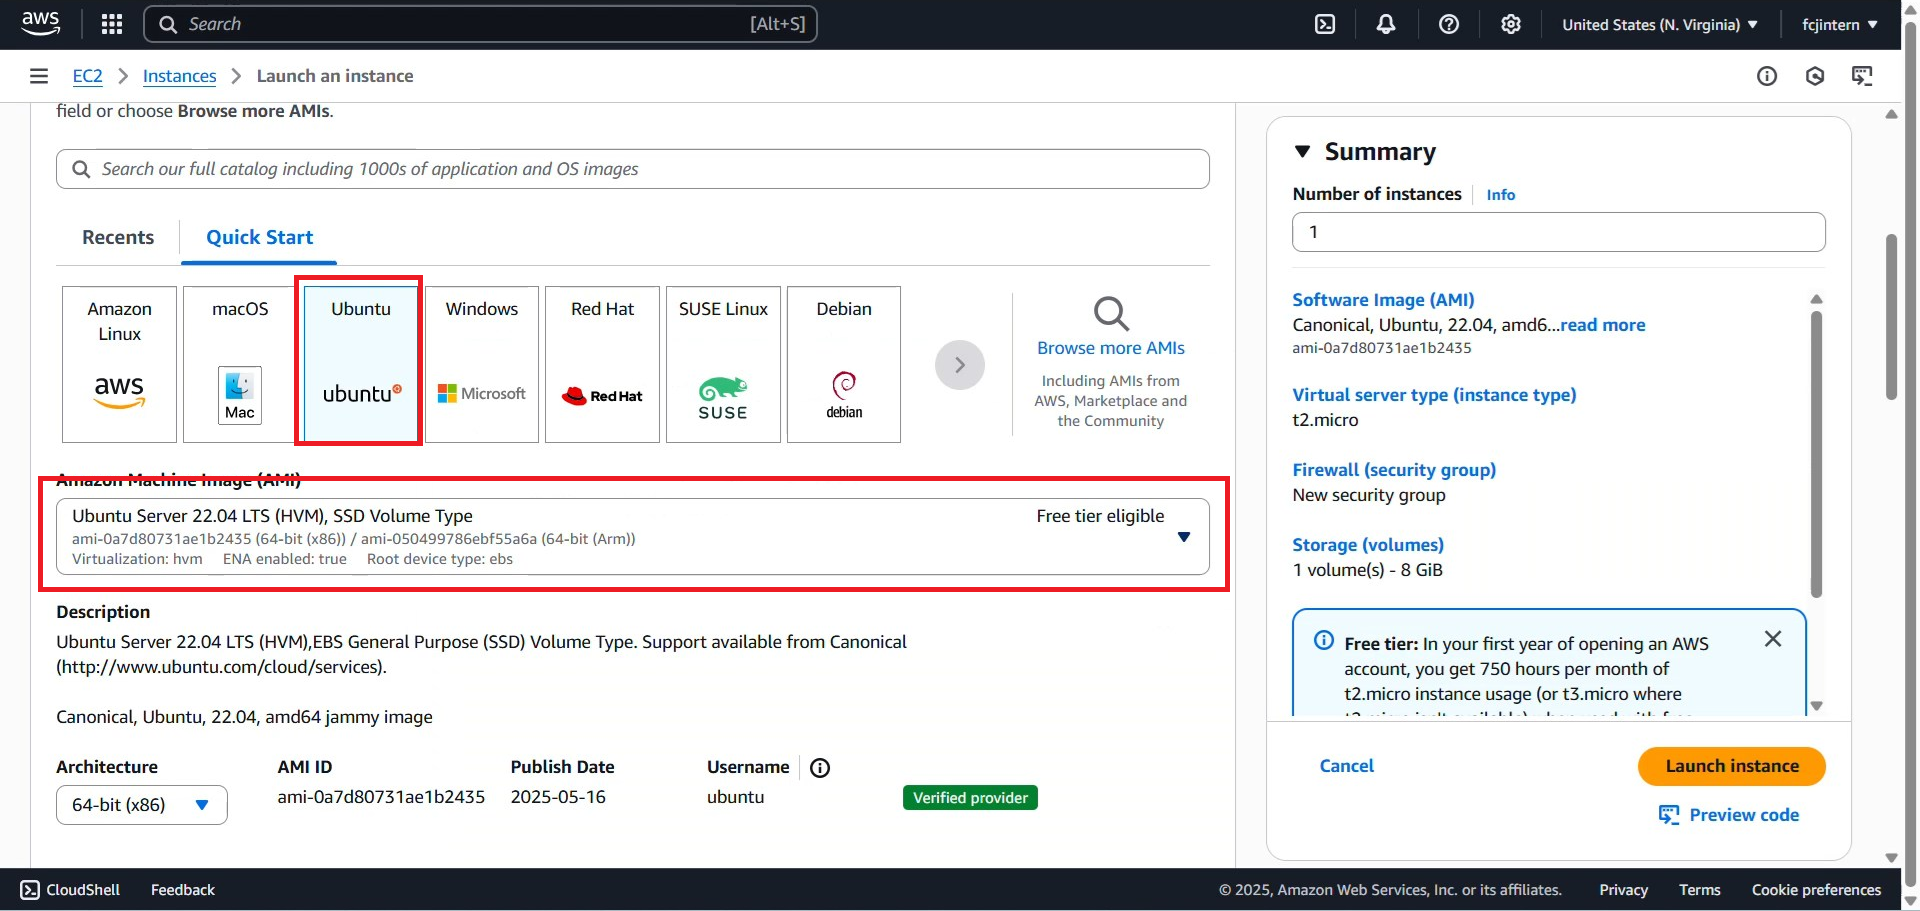 aws
Search [Alt+S]
United States (N. Virginia)
fcjintern
EC2 > Instances > Launch an instance
field or choose Browse more AMIs.
Search our full catalog including 1000s of application and OS images
Recents
Quick Start
Amazon
Linux
aws
macOS
Mac
Ubuntu
ubuntu
Windows
Microsoft
Red Hat
Red Hat
SUSE Linux
SUSE
Debian
debian
Browse more AMIs
Including AMIs from
AWS, Marketplace and
the Community
Amazon Machine Image (AMI)
Ubuntu Server 22.04 LTS (HVM), SSD Volume Type
Free tier eligible
ami-0a7d80731ae1b2435 (64-bit (x86)) / ami-050499786ebf55a6a (64-bit (Arm))
Virtualization: hvm ENA enabled: true Root device type: ebs
Description
Ubuntu Server 22.04 LTS (HVM),EBS General Purpose (SSD) Volume Type. Support available from Canonical
(http://www.ubuntu.com/cloud/services).
Canonical, Ubuntu, 22.04, amd64 jammy image
Architecture
64-bit (x86)
AMI ID
ami-0a7d80731ae1b2435
Publish Date
2025-05-16
Username
ubuntu
Verified provider
Summary
Number of instances
Info
1
Software Image (AMI)
Canonical, Ubuntu, 22.04, amd6...read more
ami-0a7d80731ae1b2435
Virtual server type (instance type)
t2.micro
Firewall (security group)
New security group
Storage (volumes)
1 volume(s) - 8 GiB
Free tier: In your first year of opening an AWS
account, you get 750 hours per month of
t2.micro instance usage (or t3.micro where
Cancel
Launch instance
Preview code
CloudShell
Feedback
© 2025, Amazon Web Services, Inc. or its affiliates.
Privacy
Terms
Cookie preferences